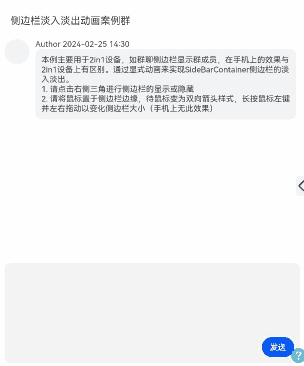 侧边栏淡入淡出动画案例群
Author 2024-02-25 14:30
本例主要用于2in1设备，如群聊侧边栏显示群成员，在手机上的效果与
2in1设备上有区别。通过显式动画来实现SideBarContainer侧边栏的淡
入淡出。
1. 请点击右侧三角进行侧边栏的显示或隐藏
2. 请将鼠标置于侧边栏边缘，待鼠标变为双向箭头样式，长按鼠标左键
并左右拖动以变化侧边栏大小（手机上无此效果）
发送
?